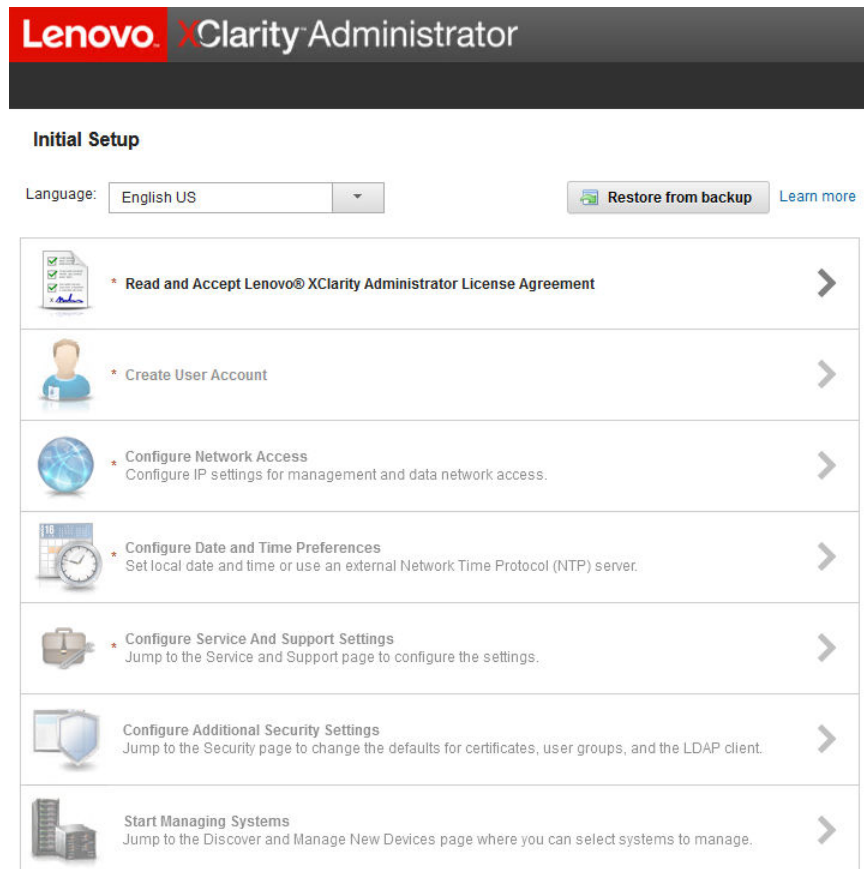 Lenovo. XClarity™ Administrator
Initial Setup
Language: English US Restore from backup Learn more
* Read and Accept Lenovo® XClarity Administrator License Agreement
* Create User Account
* Configure Network Access
Configure IP settings for management and data network access.
16
* Configure Date and Time Preferences
Set local date and time or use an external Network Time Protocol (NTP) server.
* Configure Service And Support Settings
Jump to the Service and Support page to configure the settings.
Configure Additional Security Settings
Jump to the Security page to change the defaults for certificates, user groups, and the LDAP client.
Start Managing Systems
Jump to the Discover and Manage New Devices page where you can select systems to manage.